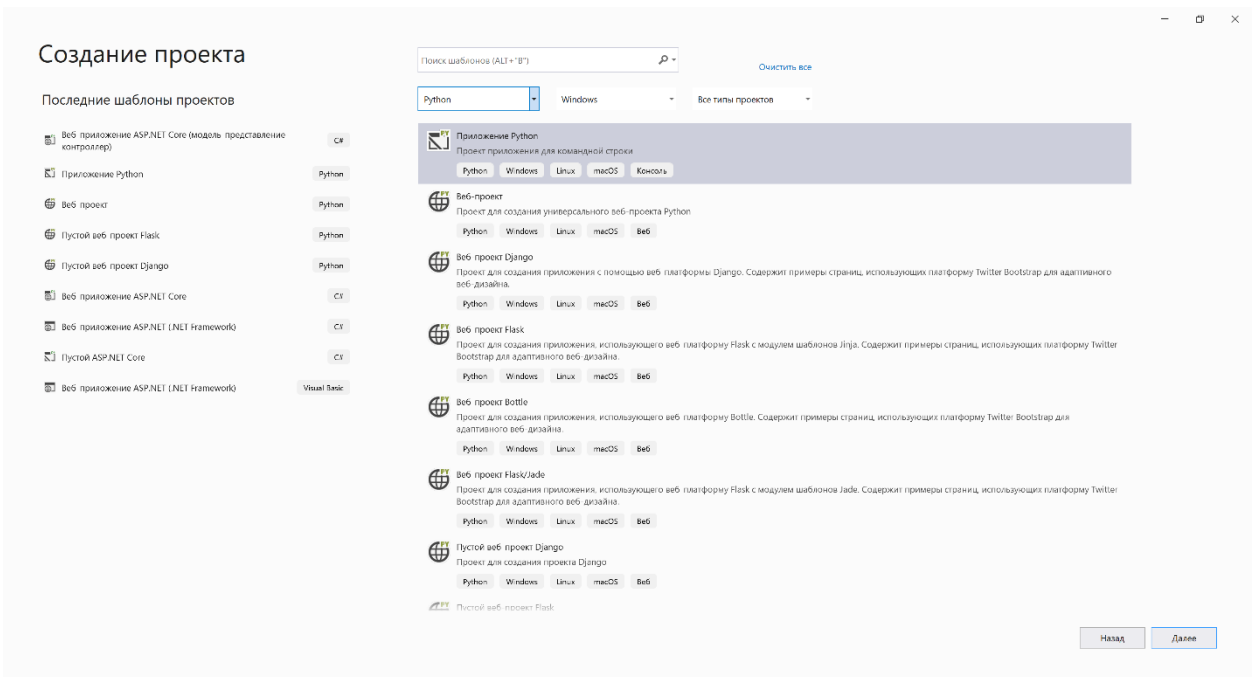 Создание проекта
Последние шаблоны проектов
Веб приложение ASP.NET Core (модель представление
контроллер)
C#
Приложение Python
Python
Веб проект
Python
Пустой веб проект Flask
Python
Пустой веб проект Django
Python
Веб приложение ASP.NET Core
C#
Веб приложение ASP.NET (.NET Framework)
C#
Пустой ASP.NET Core
C#
Веб приложение ASP.NET (.NET Framework)
Visual Basic
Поиск шаблонов (ALT+"B")
Очистить все
Python
Windows
Все типы проектов
Приложение Python
Проект приложения для командной строки
Python Windows Linux macOS Консоль
Веб-проект
Проект для создания универсального веб-проекта Python
Python Windows Linux macOS Веб
Веб проект Django
Проект для создания приложения с помощью веб платформы Django. Содержит примеры страниц, использующих платформу Twitter Bootstrap для адаптивного
веб-дизайна.
Python Windows Linux macOS Веб
Веб проект Flask
Проект для создания приложения, использующего веб платформу Flask с модулем шаблонов Jinja. Содержит примеры страниц, использующих платформу Twitter
Bootstrap для адаптивного веб-дизайна.
Python Windows Linux macOS Веб
Веб проект Bottle
Проект для создания приложения, использующего веб платформу Bottle. Содержит примеры страниц, использующих платформу Twitter Bootstrap для
адаптивного веб-дизайна.
Python Windows Linux macOS Веб
Веб проект Flask/Jade
Проект для создания приложения, использующего веб платформу Flask с модулем шаблонов Jade. Содержит примеры страниц, использующих платформу Twitter
Bootstrap для адаптивного веб-дизайна.
Python Windows Linux macOS Веб
Пустой веб проект Django
Проект для создания проекта Django
Python Windows Linux macOS Веб
Пустой веб проект Flask
Назад
Далее